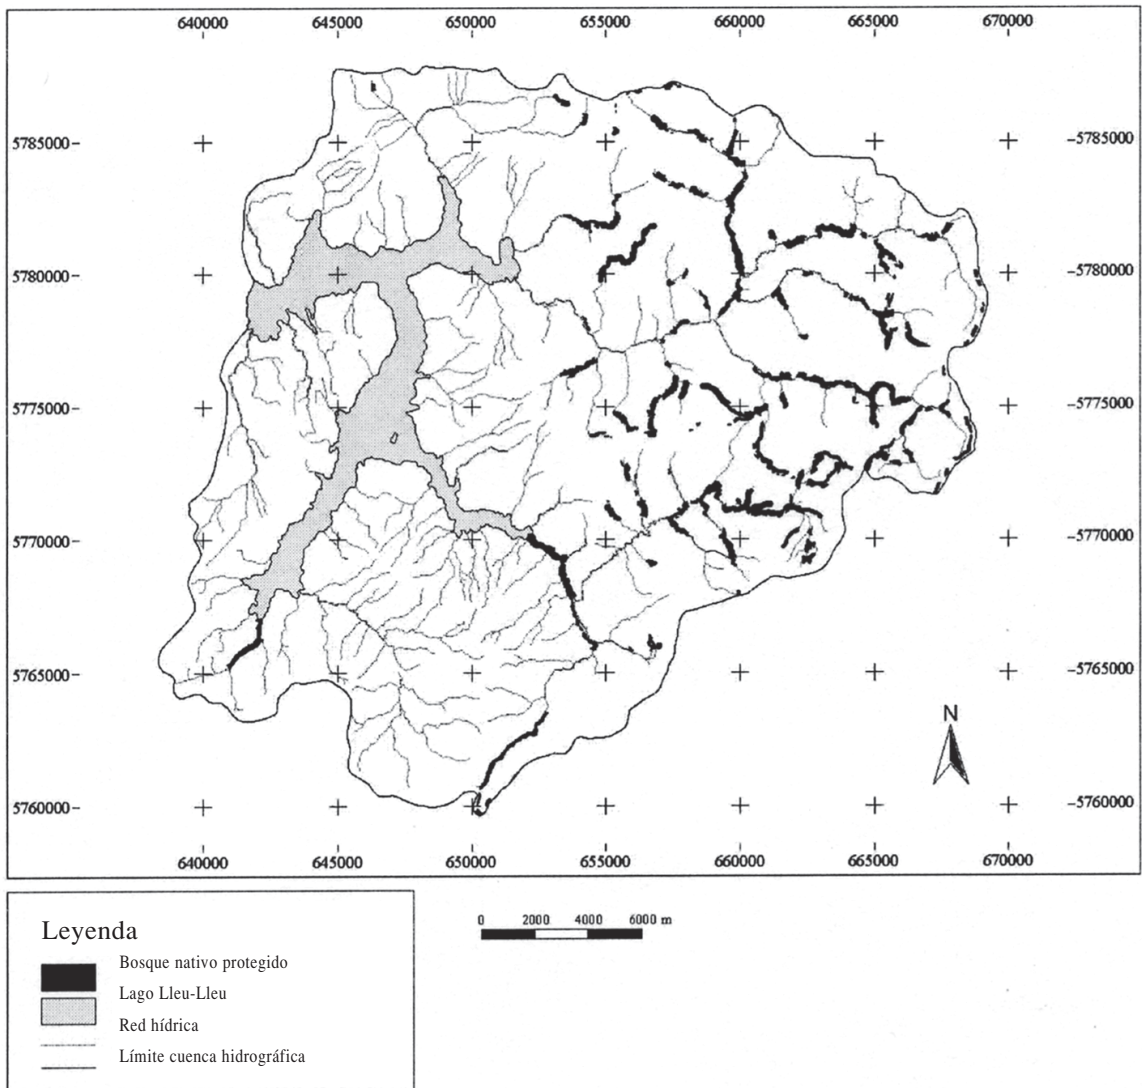 640000 645000 650000 655000 660000 665000 670000
5785000 5785000
5780000 5780000
5775000 5775000
5770000 5770000
5765000 5765000
N
5760000 5760000
640000 645000 650000 655000 660000 665000 670000
0 2000 4000 6000 m
Leyenda
Bosque nativo protegido
Lago Lleu-Lleu
Red hídrica
Límite cuenca hidrográfica